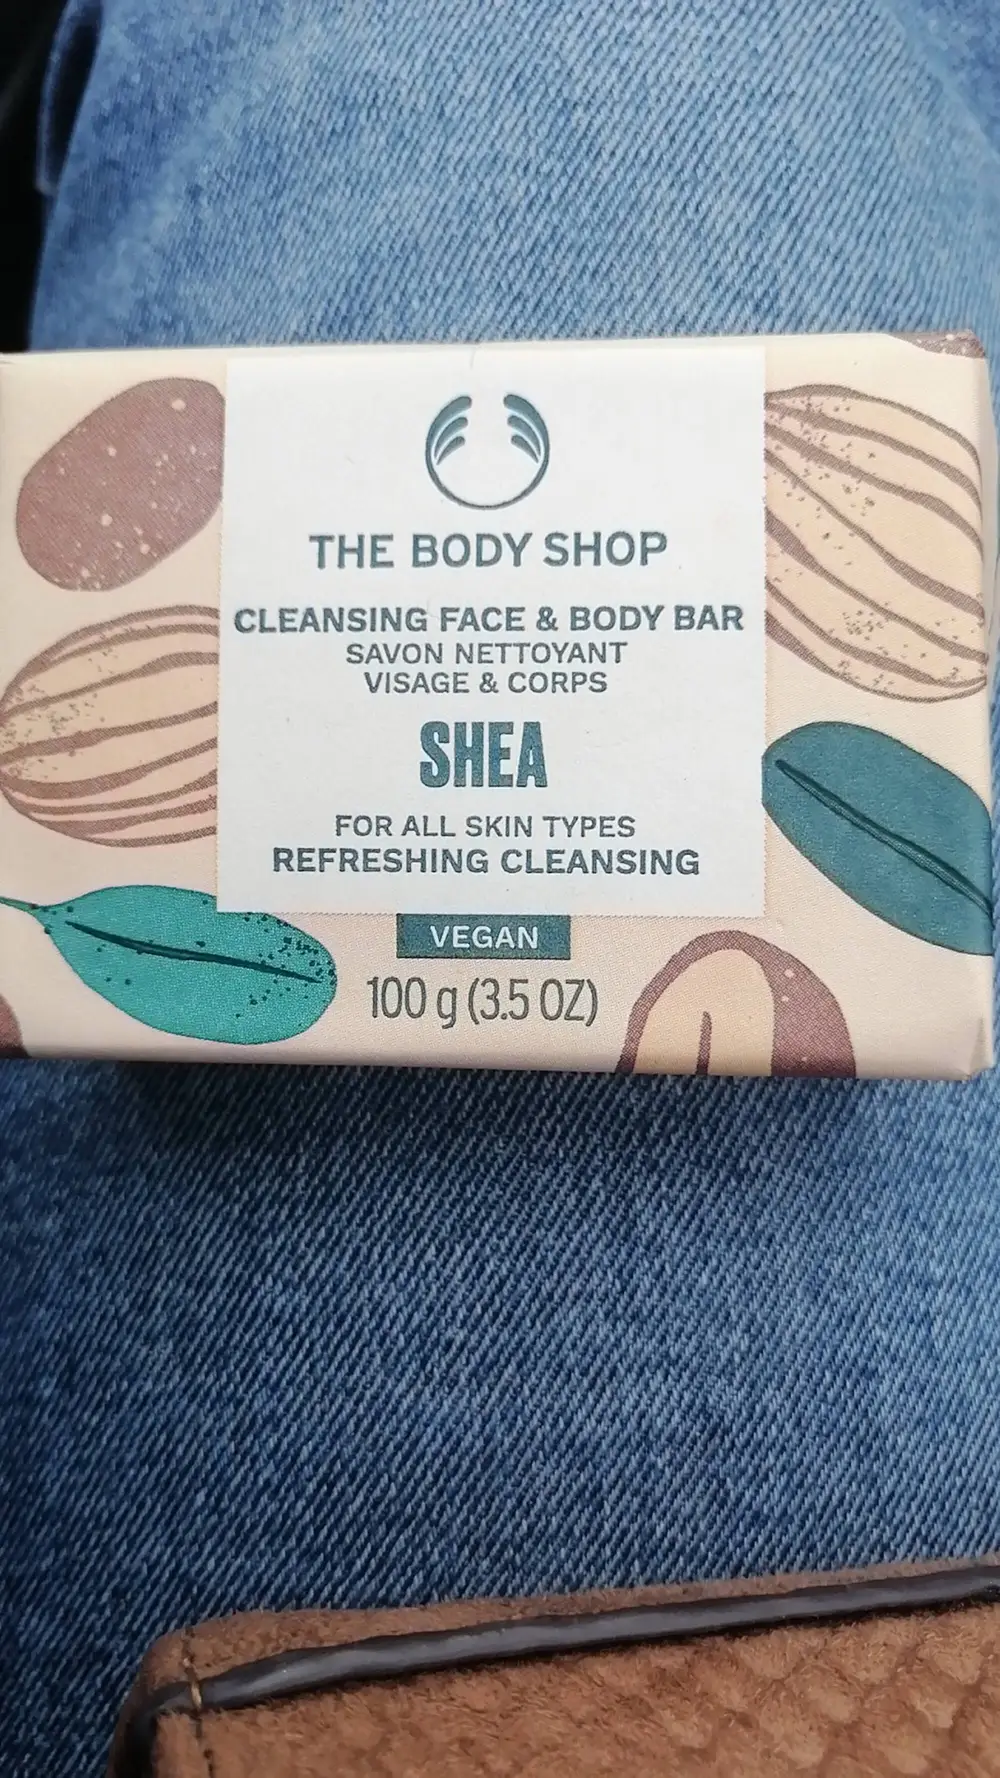 THE BODY SHOP
CLEANSING FACE & BODY BAR
SAVON NETTOYANT
VISAGE & CORPS
SHEA
FOR ALL SKIN TYPES
REFRESHING CLEANSING
VEGAN
100 g (3.5 OZ)